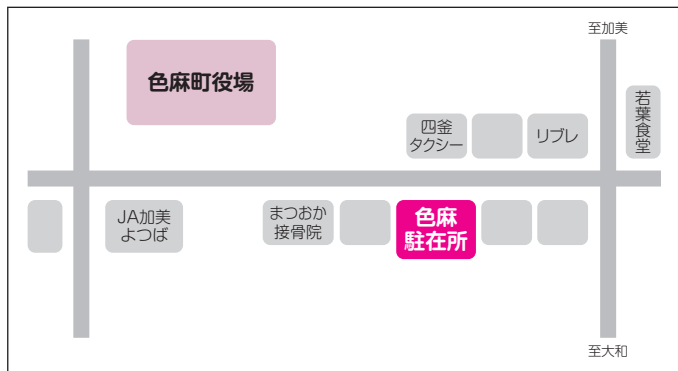 至加美
色麻町役場
若葉食堂
四釜
タクシー
リブレ
JA加美
よつば
まつおか
接骨院
色麻
駐在所
至大和